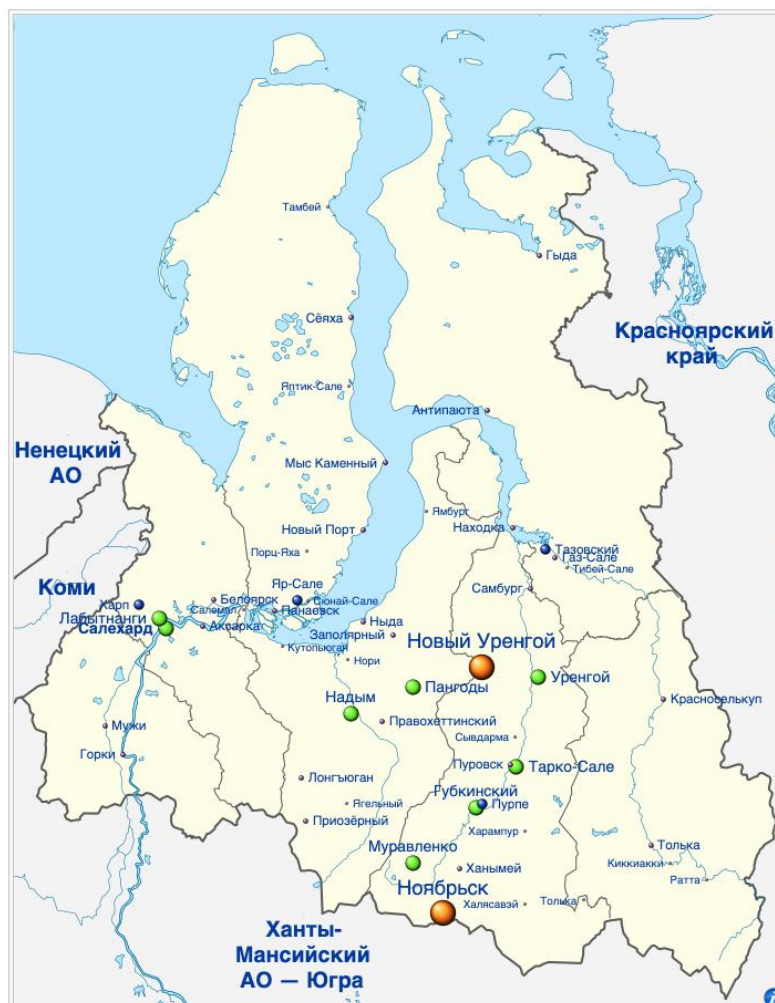 Тамбей
Гыда
Сёяха
Красноярский
край
Яптик-Сале
Антипаюта
Ненецкий
АО
Мыс Каменный
Ямбург
Новый Порт
Находка
Порц-Яха
Тазовский
Газ-Сале
Тибей-Сале
Коми
Яр-Сале
Самбург
Харп
Белоярск
Сюнай-Сале
Лабытнанги
Салемал
Панаевск
Салехард
Аксарка
Ныда
Заполярный
Новый Уренгой
Кутопьюган
Нори
Уренгой
Пангоды
Надым
Красноселькуп
Мужи
Правохеттинский
Сывдарма
Горки
Пуровск
Тарко-Сале
Лонгъюган
Губкинский
Ягельный
Пурпе
Приозёрный
Харампур
Муравленко
Толька
Киккиакки
Ханымей
Ратта
Ноябрьск
Халясавэй
Толька
Ханты-
Мансийский
АО — Югра